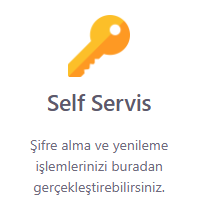 Self Servis
Şifre alma ve yenileme
işlemlerinizi buradan
gerçekleştirebilirsiniz.